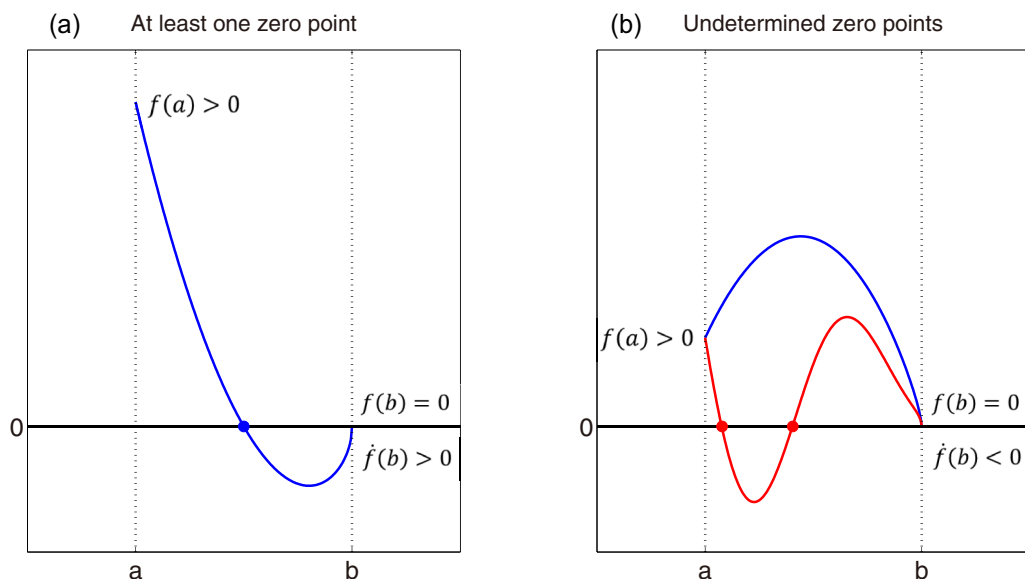 (a) At least one zero point
f(a) > 0
f(b) = 0
0
ḟ(b) > 0
a b
(b) Undetermined zero points
f(a) > 0
f(b) = 0
0
ḟ(b) < 0
a b